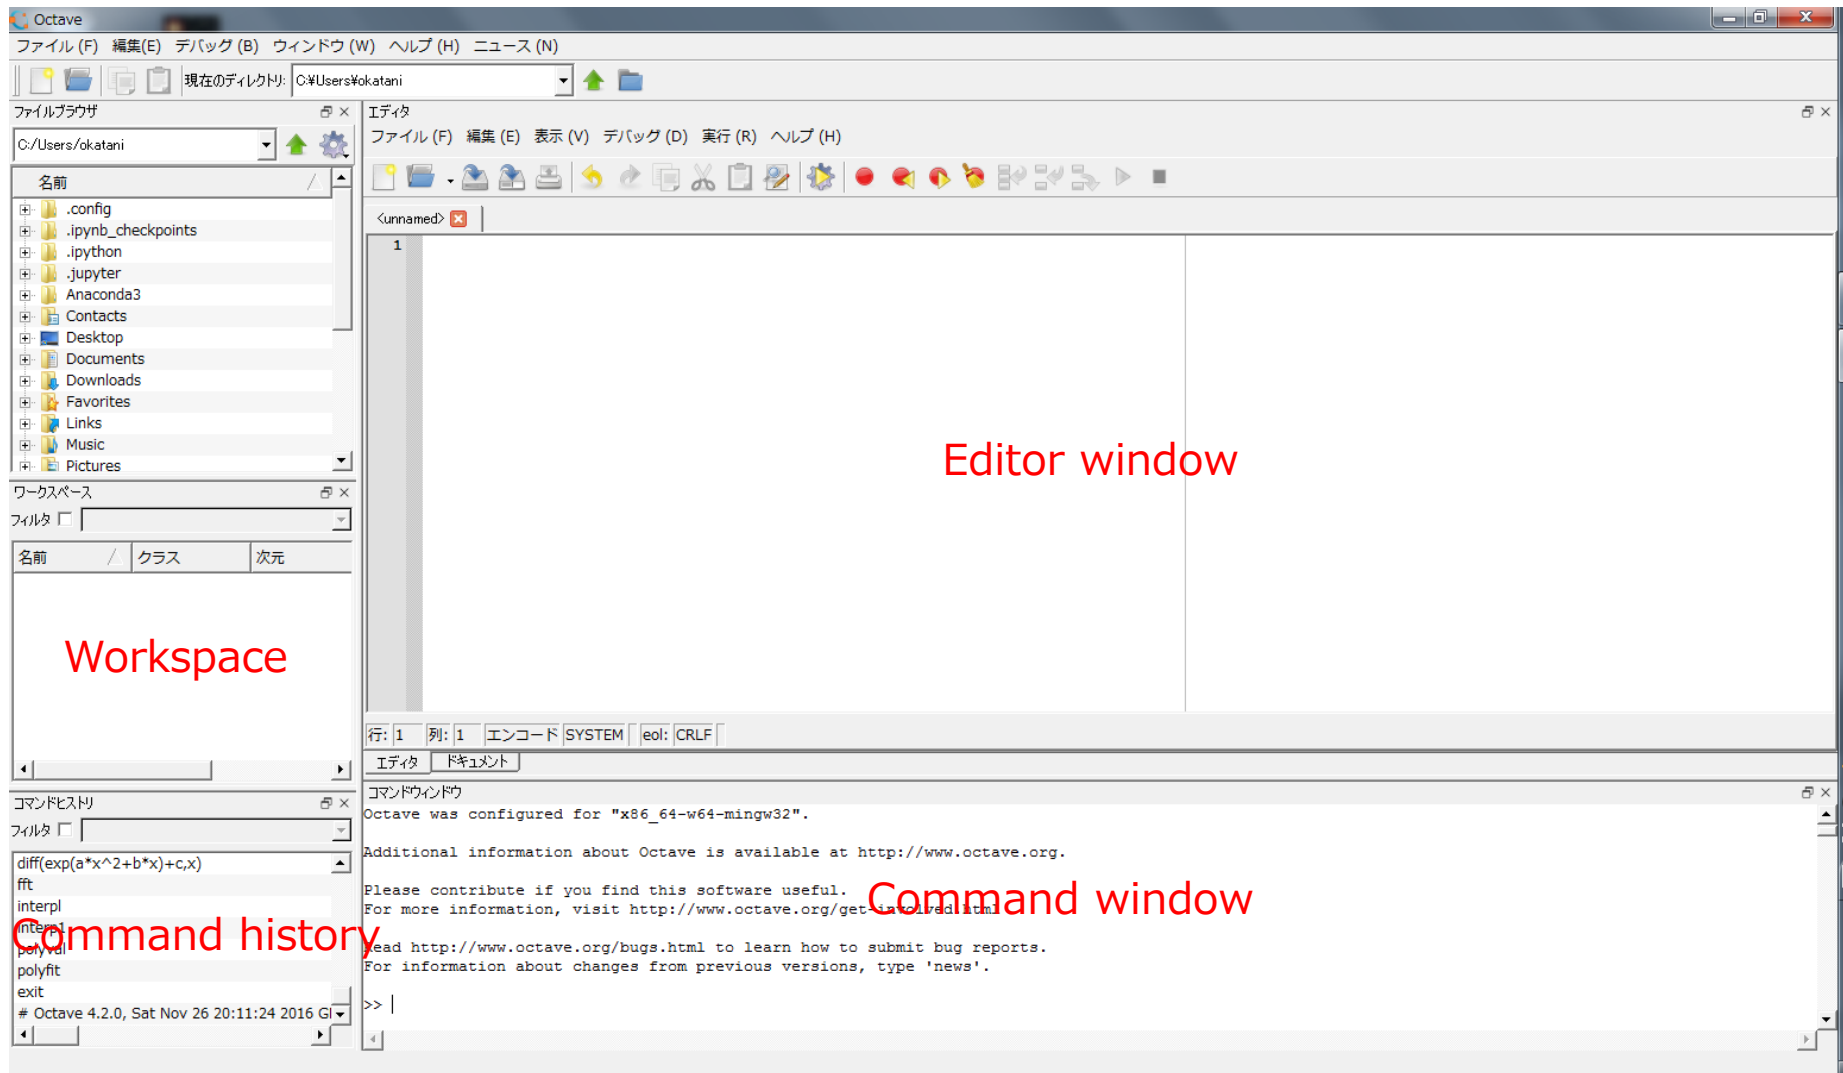 Octave
ファイル (F) 編集(E) デバッグ (B) ウィンドウ (W) ヘルプ (H) ニュース (N)
現在のディレクトリ: C:¥Users¥okatani
ファイルブラウザ
C:/Users/okatani
名前
.config
.ipynb_checkpoints
.ipython
.jupyter
Anaconda3
Contacts
Desktop
Documents
Downloads
Favorites
Links
Music
Pictures
ワークスペース
フィルタ
名前 クラス 次元
Workspace
コマンドヒストリ
フィルタ
diff(exp(a*x^2+b*x)+c,x)
fft
interpl
interp1
Command history
polyval
polyfit
exit
# Octave 4.2.0, Sat Nov 26 20:11:24 2016 G
エディタ
ファイル (F) 編集 (E) 表示 (V) デバッグ (D) 実行 (R) ヘルプ (H)
<unnamed>
1
Editor window
行: 1 列: 1 エンコード SYSTEM eol: CRLF
エディタ ドキュメント
コマンドウィンドウ
Octave was configured for "x86_64-w64-mingw32".
Additional information about Octave is available at http://www.octave.org.
Please contribute if you find this software useful.
Command window
For more information, visit http://www.octave.org/get-involved.html
Read http://www.octave.org/bugs.html to learn how to submit bug reports.
For information about changes from previous versions, type 'news'.
>>